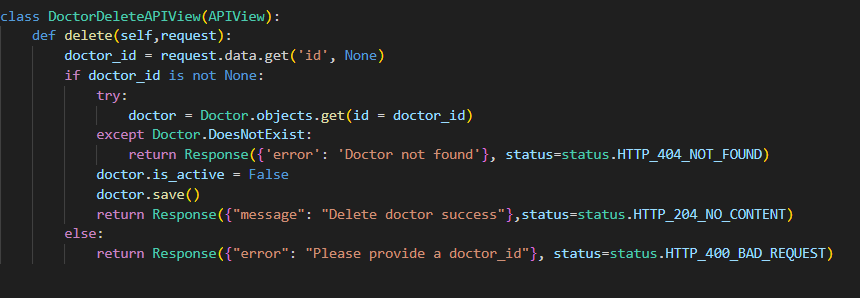 class DoctorDeleteAPIView(APIView):
    def delete(self,request):
        doctor_id = request.data.get('id', None)
        if doctor_id is not None:
            try:
                doctor = Doctor.objects.get(id = doctor_id)
            except Doctor.DoesNotExist:
                return Response({'error': 'Doctor not found'}, status=status.HTTP_404_NOT_FOUND)
            doctor.is_active = False
            doctor.save()
            return Response({"message": "Delete doctor success"},status=status.HTTP_204_NO_CONTENT)
        else:
            return Response({"error": "Please provide a doctor_id"}, status=status.HTTP_400_BAD_REQUEST)